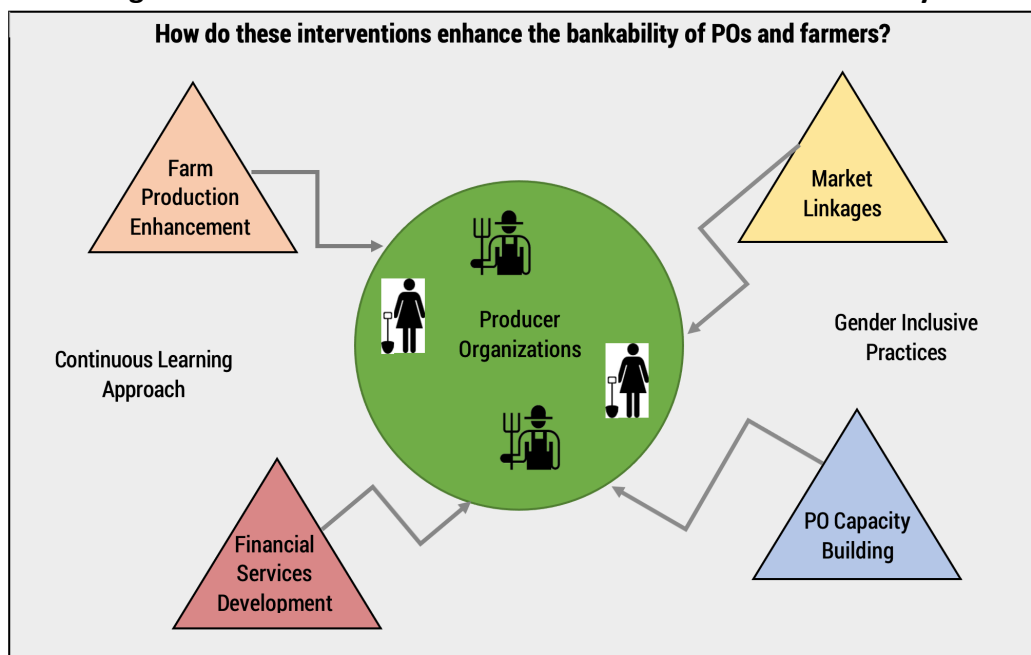 How do these interventions enhance the bankability of POs and farmers?
Farm
Production
Enhancement
Market
Linkages
Producer
Organizations
Gender Inclusive
Practices
Continuous Learning
Approach
PO Capacity
Building
Financial
Services
Development